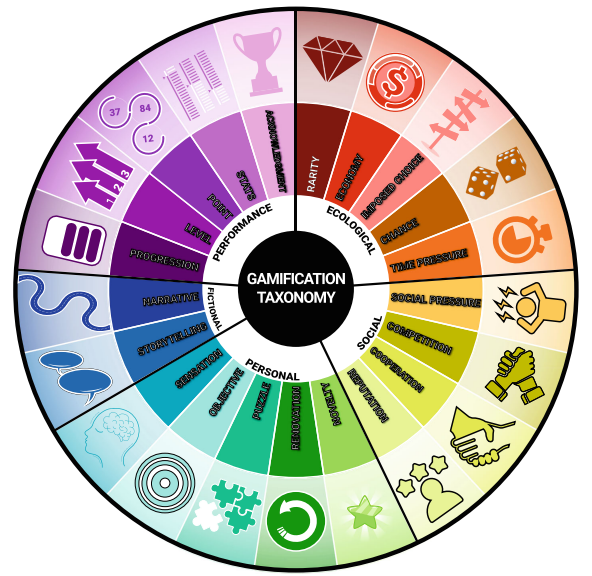 GAMIFICATION
TAXONOMY
ECOLOGICAL
RARITY
ECONOMY
IMPOSED CHOICE
CHANCE
TIME PRESSURE
SOCIAL
SOCIAL PRESSURE
COMPETITION
COOPERATION
REPUTATION
PERSONAL
NOVELTY
RENOVATION
PUZZLE
OBJECTIVE
SENSATION
FICTIONAL
STORYTELLING
NARRATIVE
PERFORMANCE
PROGRESSION
LEVEL
POINT
STATS
ACKNOWLEDGMENT
1 2 3
37
84
12
$